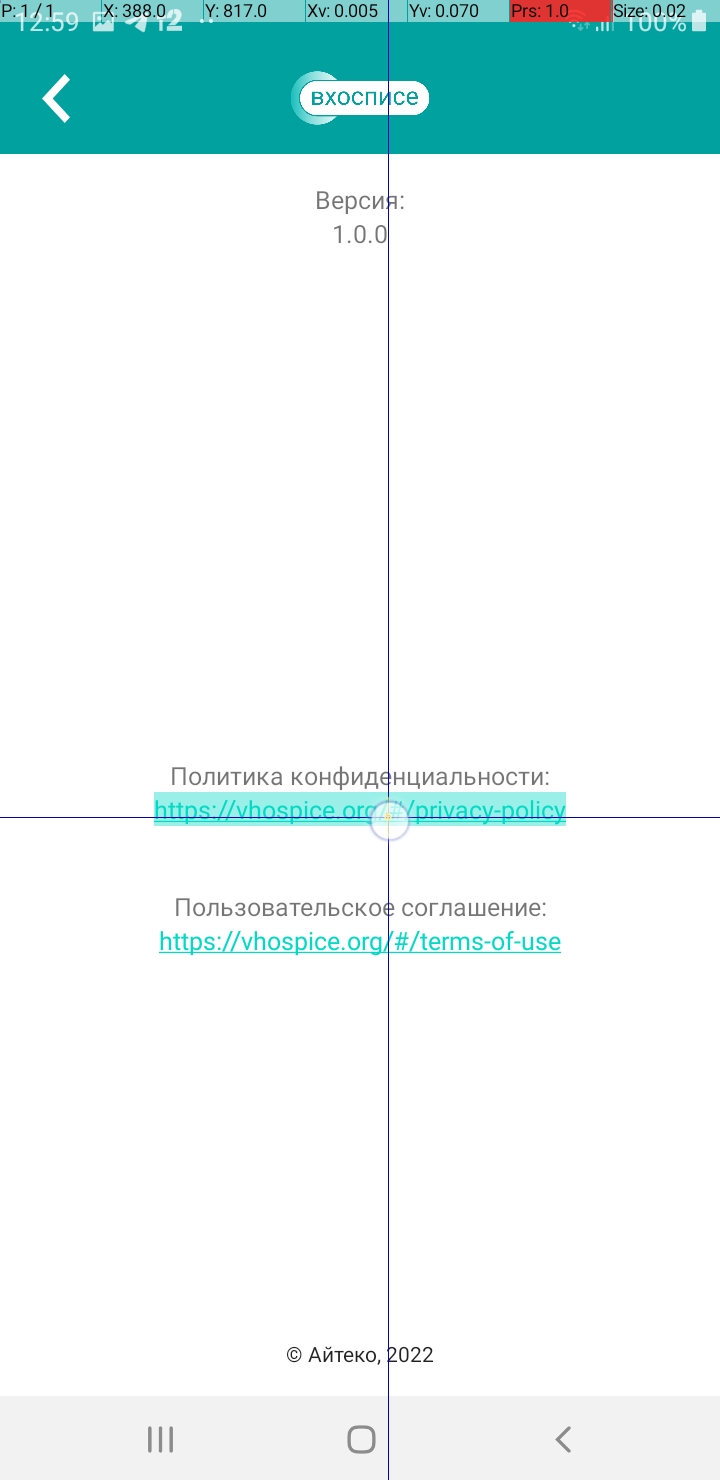 P: 1 / 1 X: 388.0 Y: 817.0 Xv: 0.005 Yv: 0.070 Prs: 1.0 Size: 0.02
12:59 12 100%
вхосписе
Версия:
1.0.0
Политика конфиденциальности:
https://vhospice.org/#/privacy-policy
Пользовательское соглашение:
https://vhospice.org/#/terms-of-use
© Айтеко, 2022